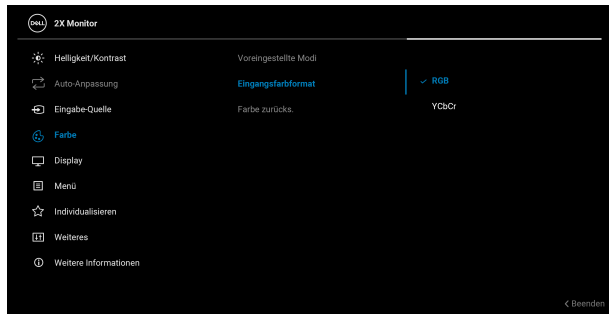 DELL 2X Monitor
Helligkeit/Kontrast
Auto-Anpassung
Eingabe-Quelle
Farbe
Display
Menü
Individualisieren
Weiteres
Weitere Informationen
Voreingestellte Modi
Eingangsfarbformat
Farbe zurücks.
RGB
YCbCr
Beenden